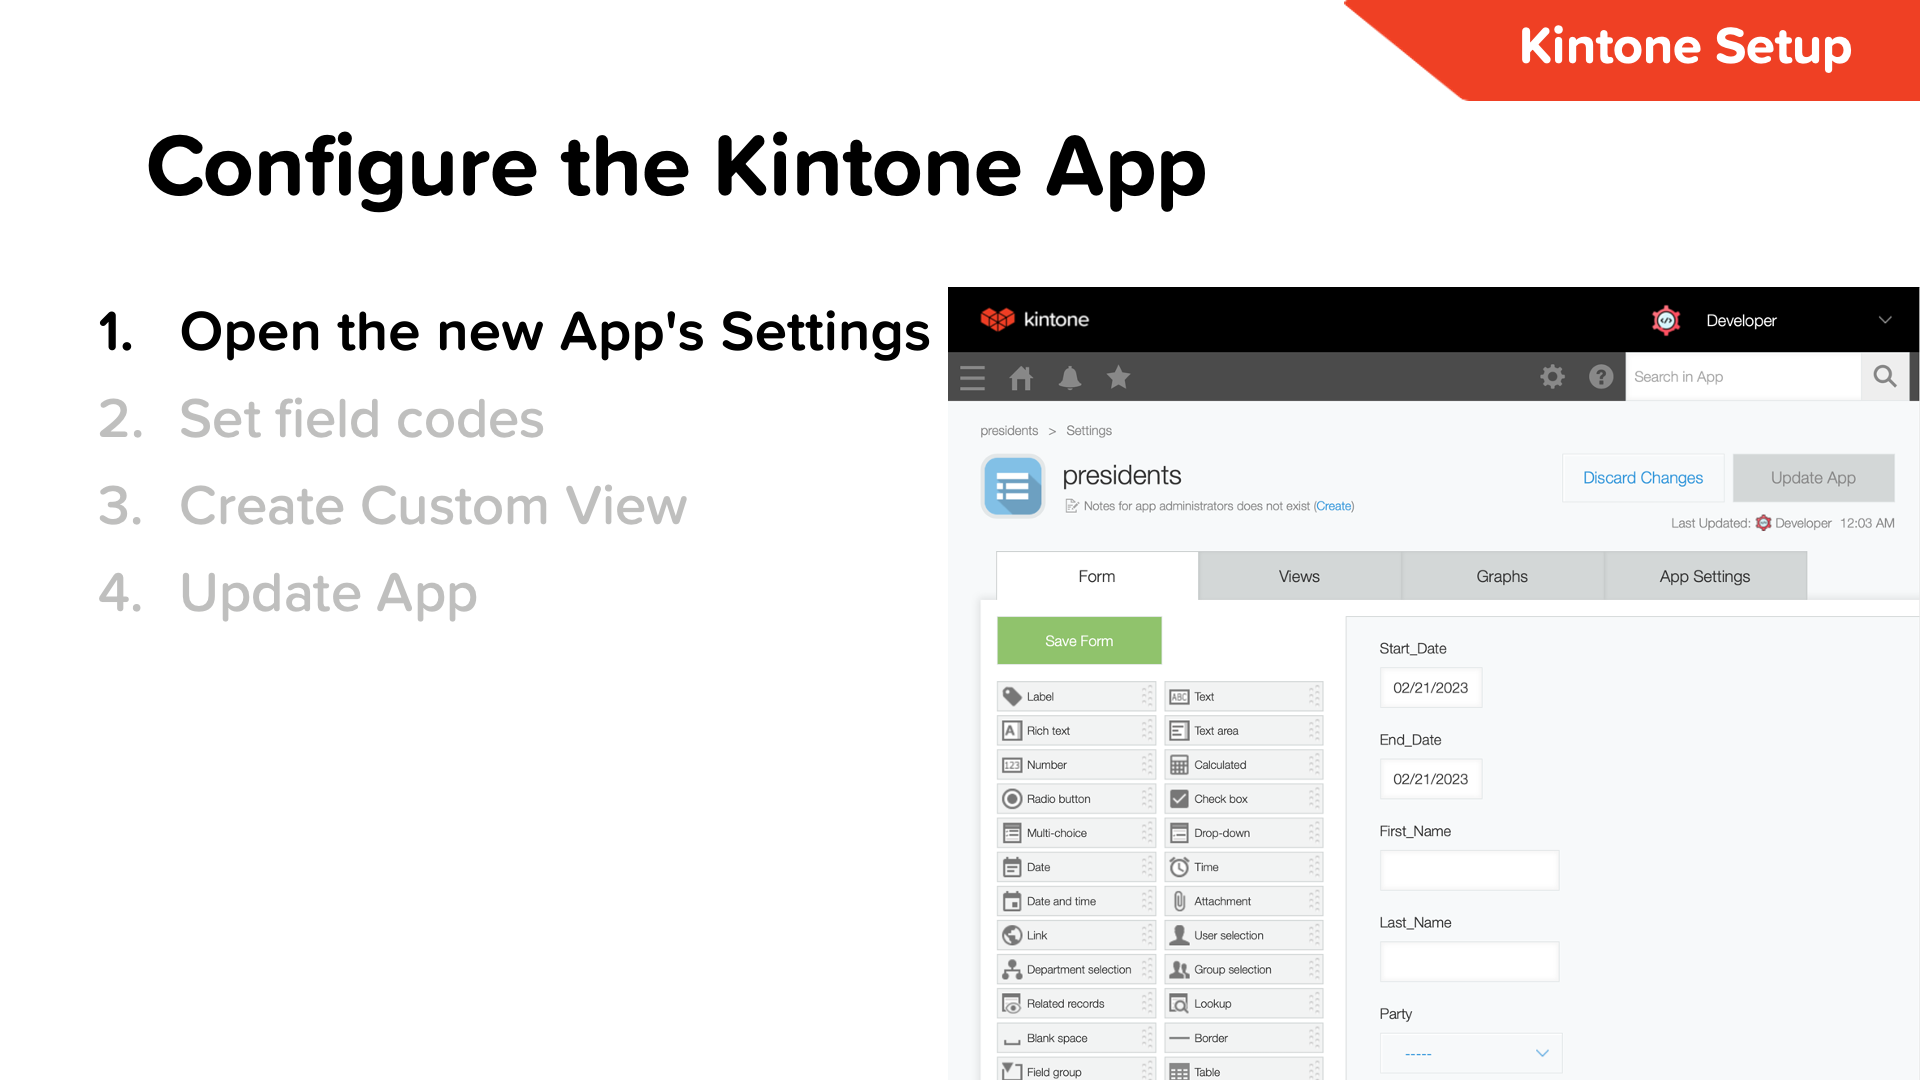 Kintone Setup
Configure the Kintone App
1. Open the new App's Settings
2. Set field codes
3. Create Custom View
4. Update App
kintone
Developer
Search in App
presidents > Settings
presidents
Notes for app administrators does not exist (Create)
Discard Changes
Update App
Last Updated: Developer 12:03 AM
Form
Views
Graphs
App Settings
Save Form
Label
ABC Text
A Rich text
Text area
123 Number
Calculated
Radio button
Check box
Multi-choice
Drop-down
Date
Time
Date and time
Attachment
Link
User selection
Department selection
Group selection
Related records
Lookup
Blank space
Border
Field group
Table
Start_Date
02/21/2023
End_Date
02/21/2023
First_Name
Last_Name
Party
-----